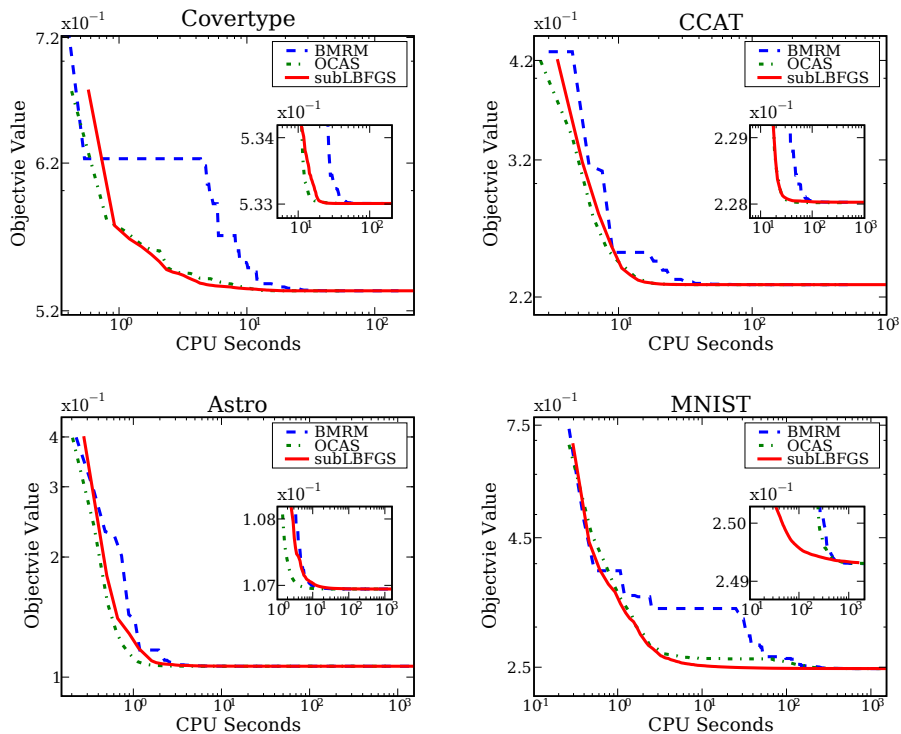 Covertype
x10⁻¹
7.2
6.2
5.2
Objectvie Value
BMRM
OCAS
subLBFGS
x10⁻¹
5.34
5.33
10¹
10²
10⁰
10¹
10²
CPU Seconds
CCAT
x10⁻¹
4.2
3.2
2.2
Objectvie Value
BMRM
OCAS
subLBFGS
x10⁻¹
2.29
2.28
10¹
10²
10³
10¹
10²
10³
CPU Seconds
Astro
x10⁻¹
4
3
2
1
Objectvie Value
BMRM
OCAS
subLBFGS
x10⁻¹
1.08
1.07
10⁰
10¹
10²
10³
10⁰
10¹
10²
10³
CPU Seconds
MNIST
x10⁻¹
7.5
4.5
2.5
Objectvie Value
BMRM
OCAS
subLBFGS
x10⁻¹
2.50
2.49
10¹
10²
10³
10⁻¹
10⁰
10¹
10²
10³
CPU Seconds